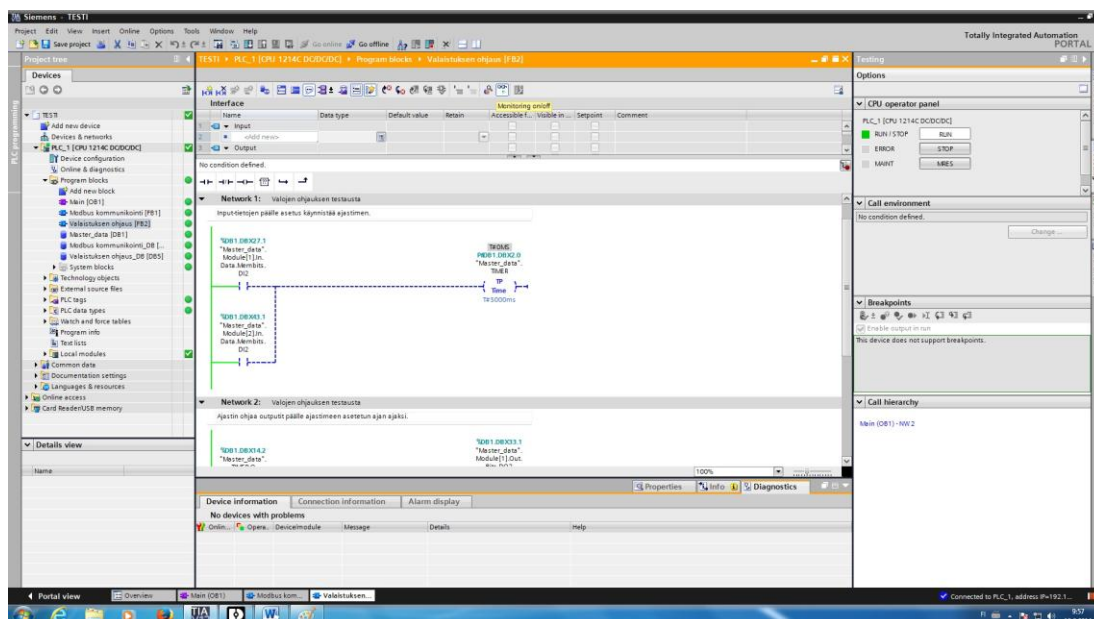 Siemens - TESTI
Project Edit View Insert Online Options Tools Window Help
Totally Integrated Automation
PORTAL
Save project Go online Go offline
Project tree
TESTI PLC_1 [CPU 1214C DC/DC/DC] Program blocks Valaistuksen ohjaus [FB2]
Testing
Devices
Options
PLC programming
TESTI
Add new device
Devices & networks
PLC_1 [CPU 1214C DC/DC/DC]
Device configuration
Online & diagnostics
Program blocks
Add new block
Main [OB1]
Modbus kommunikointi [FB1]
Valaistuksen ohjaus [FB2]
Master_data [DB1]
Modbus kommunikointi_DB [...
Valaistuksen ohjaus_DB [DB5]
System blocks
Technology objects
External source files
PLC tags
PLC data types
Watch and force tables
Program info
Text lists
Local modules
Common data
Documentation settings
Languages & resources
Online access
Card Reader/USB memory
Details view
Name
Monitoring on/off
Interface
Name Data type Default value Retain Accessible f... Visible in ... Setpoint Comment
1 Input
2 <Add new>
3 Output
No condition defined.
Network 1: Valojen ohjauksen testausta
Input-tietojen päälle asetus käynnistää ajastimen.
%DB1.DBX27.1
"Master_data".
Module[1].In.
Data.Membits.
DI2
T#0MS
P#DB1.DBX2.0
"Master_data".
TIMER
TP
Time
T#5000ms
%DB1.DBX43.1
"Master_data".
Module[2].In.
Data.Membits.
DI2
Network 2: Valojen ohjauksen testausta
Ajastin ohjaa outputit päälle ajastimeen asetetun ajan ajaksi.
%DB1.DBX14.2
"Master_data".
%DB1.DBX33.1
"Master_data".
Module[1].Out.
100%
Properties Info Diagnostics
Device information Connection information Alarm display
No devices with problems
Onlin... Opera.. Device/module Message Details Help
CPU operator panel
PLC_1 [CPU 1214C DC/DC/DC]
RUN / STOP RUN
ERROR STOP
MAINT MRES
Call environment
No condition defined.
Change ...
Breakpoints
Enable output in run
This device does not support breakpoints.
Call hierarchy
Main (OB1) - NW 2
Portal view Overview Main (OB1) Modbus kom... Valaistuksen...
Connected to PLC_1, address IP=192.1...
TIA
9:57